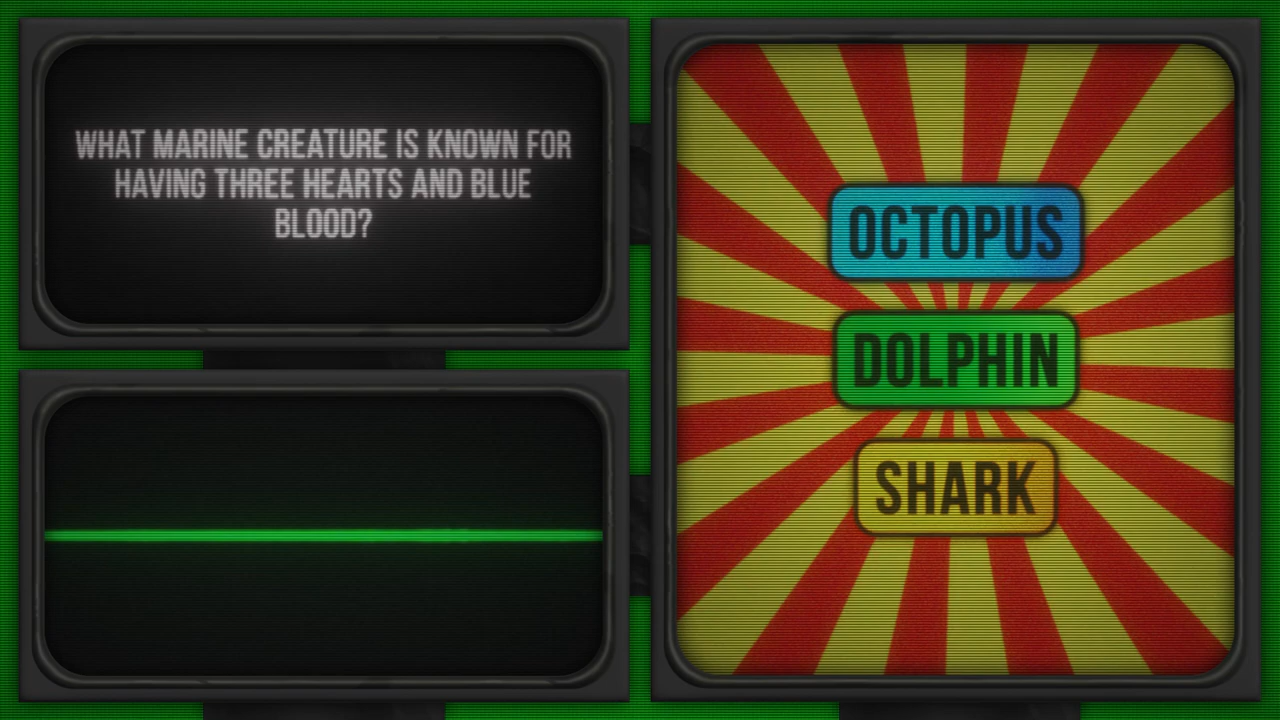 WHAT MARINE CREATURE IS KNOWN FOR
HAVING THREE HEARTS AND BLUE
BLOOD?
OCTOPUS
DOLPHIN
SHARK